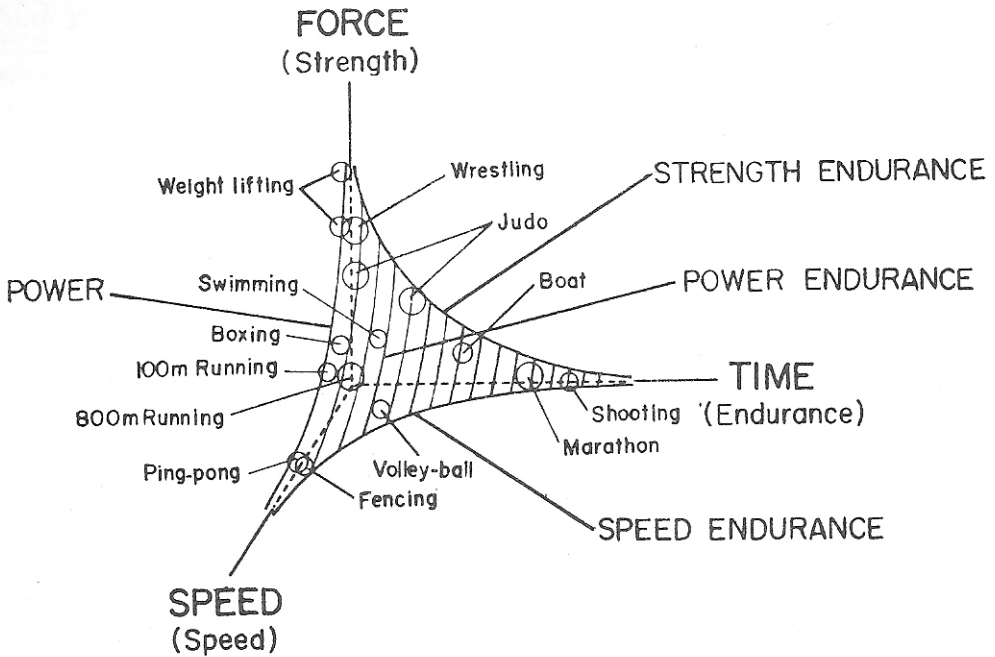 FORCE
(Strength)
Weight lifting
Wrestling
STRENGTH ENDURANCE
Judo
POWER
Swimming
Boat
POWER ENDURANCE
Boxing
100m Running
800m Running
TIME
(Endurance)
Shooting
Marathon
Ping-pong
Volley-ball
Fencing
SPEED ENDURANCE
SPEED
(Speed)